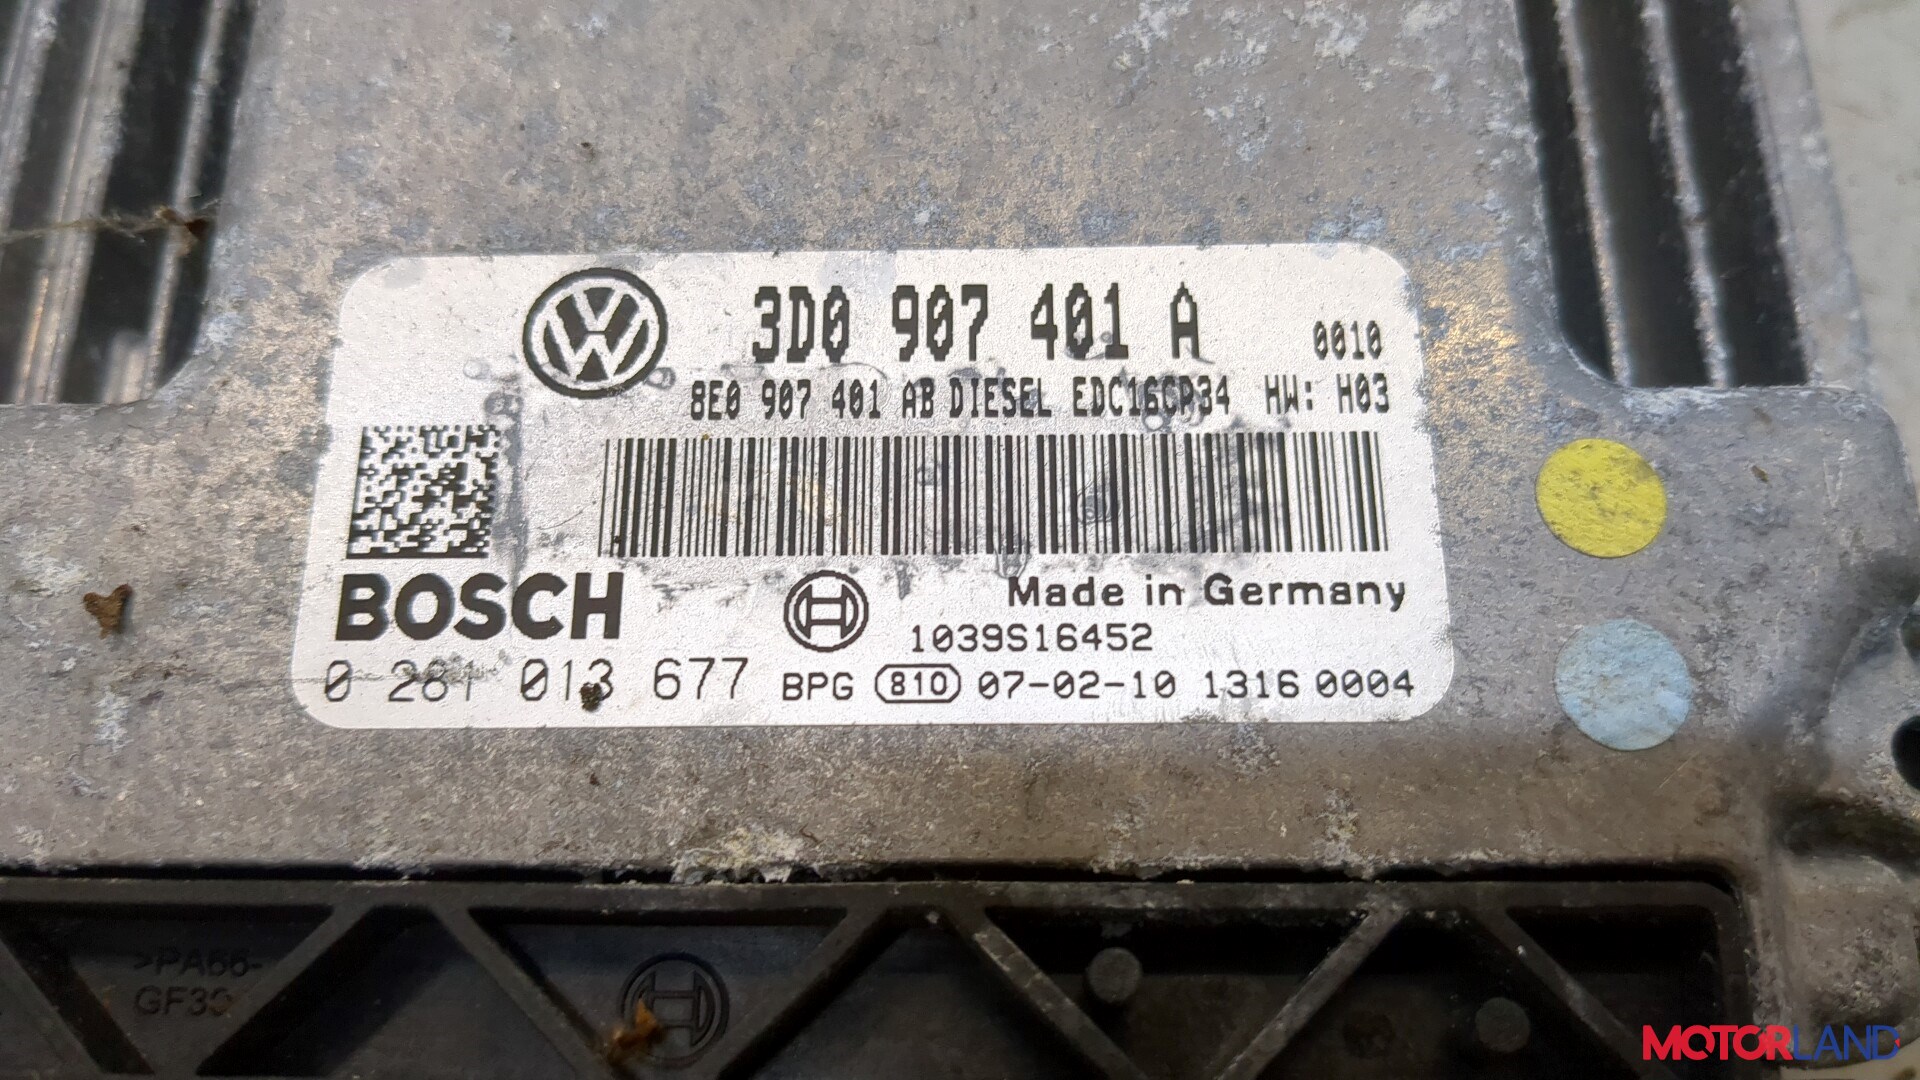 3D0 907 401 A 0010
8E0 907 401 AB DIESEL EDC16CP34 HW: H03
BOSCH
Made in Germany
1039S16452
0 281 013 677 BPG 810 07-02-10 1316 0004
>PA66-
GF30
MOTORLAND